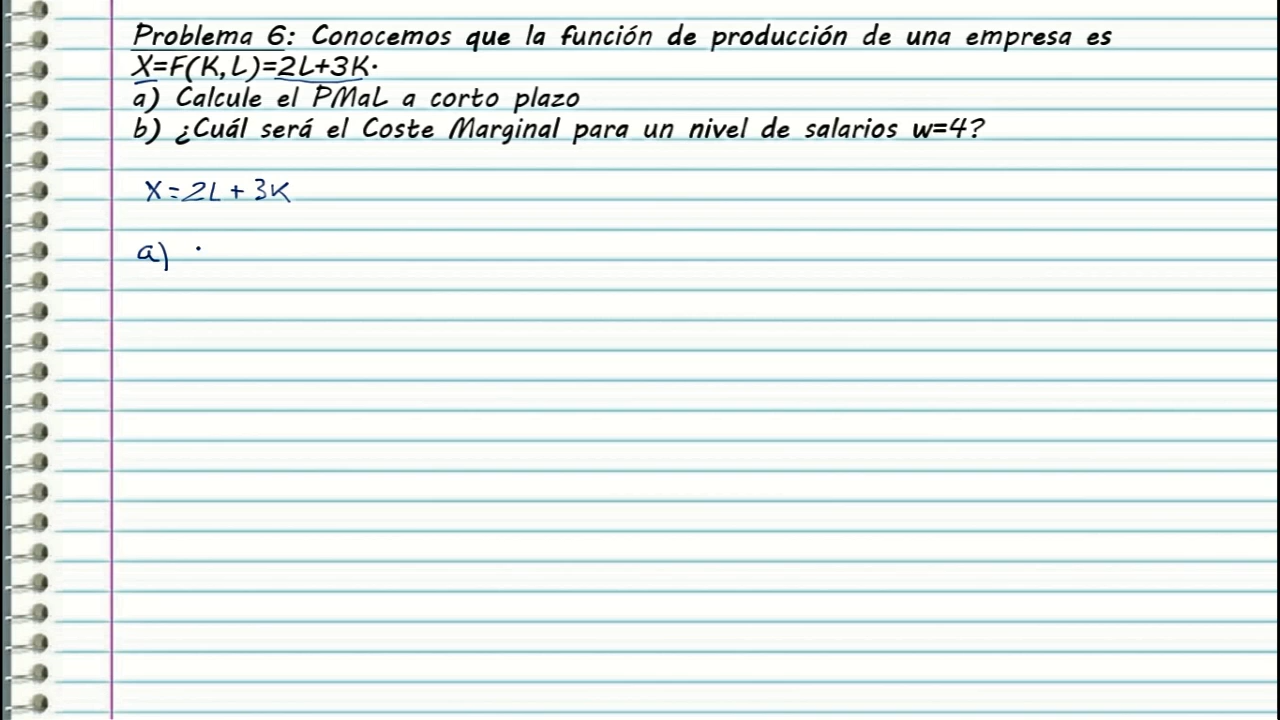 Problema 6: Conocemos que la función de producción de una empresa es
X=F(K,L)=2L+3K.
a) Calcule el PMaL a corto plazo
b) ¿Cuál será el Coste Marginal para un nivel de salarios w=4?
X=2L+3K
a)